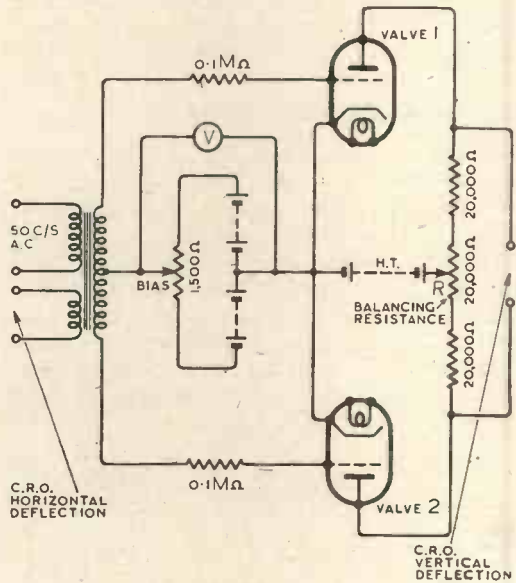 VALVE 1
0·1MΩ
V
20,000Ω
50 C/S
A.C
BIAS
1,500Ω
H.T.
R
20,000Ω
BALANCING
RESISTANCE
20,000Ω
0·1MΩ
VALVE 2
C.R.O.
HORIZONTAL
DEFLECTION
C.R.O.
VERTICAL
DEFLECTION